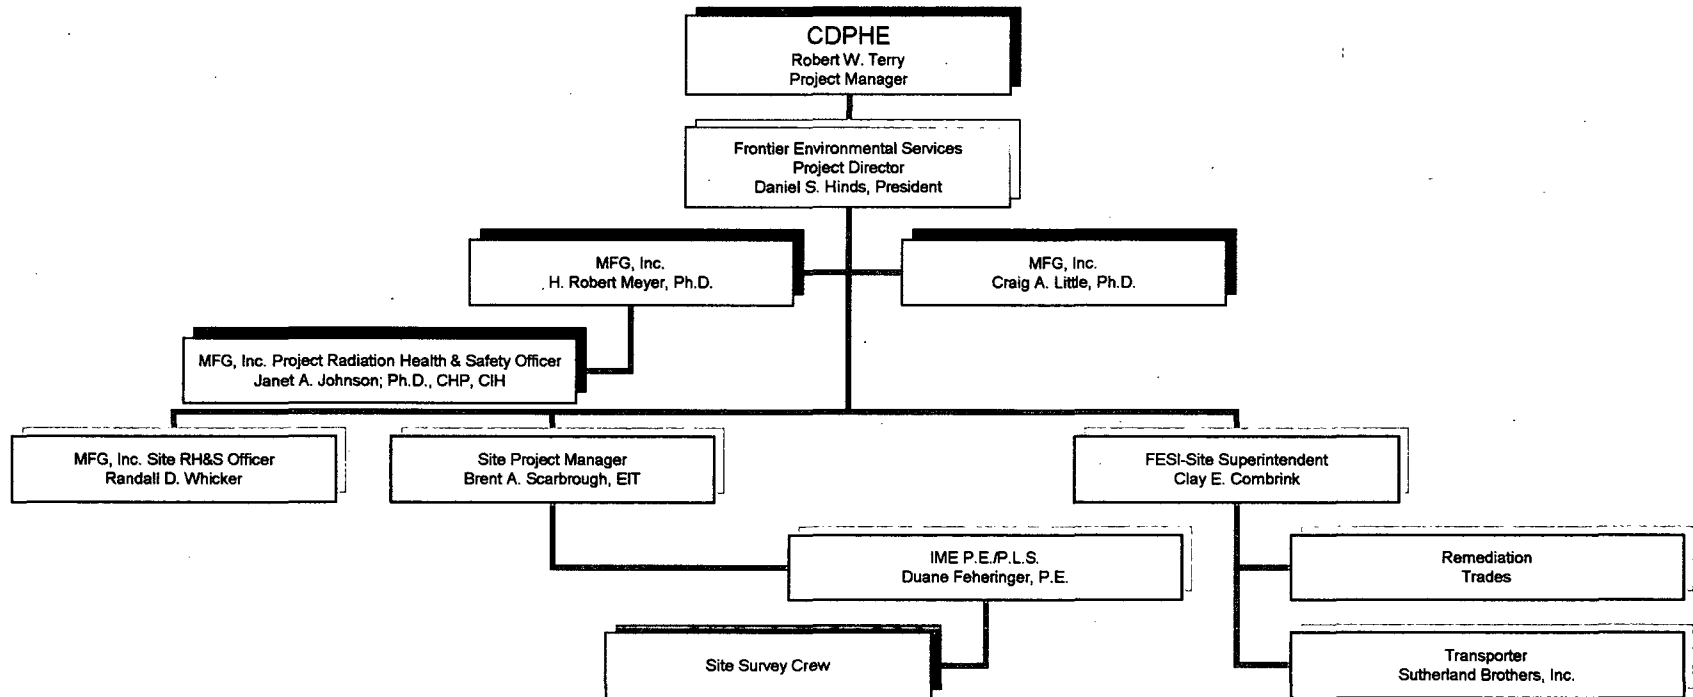 CDPHE
Robert W. Terry
Project Manager
Frontier Environmental Services
Project Director
Daniel S. Hinds, President
MFG, Inc.
H. Robert Meyer, Ph.D.
MFG, Inc.
Craig A. Little, Ph.D.
MFG, Inc. Project Radiation Health & Safety Officer
Janet A. Johnson; Ph.D., CHP, CIH
MFG, Inc. Site RH&S Officer
Randall D. Whicker
Site Project Manager
Brent A. Scarbrough, EIT
FESI-Site Superintendent
Clay E. Combrink
IME P.E./P.L.S.
Duane Feheringer, P.E.
Remediation
Trades
Site Survey Crew
Transporter
Sutherland Brothers, Inc.